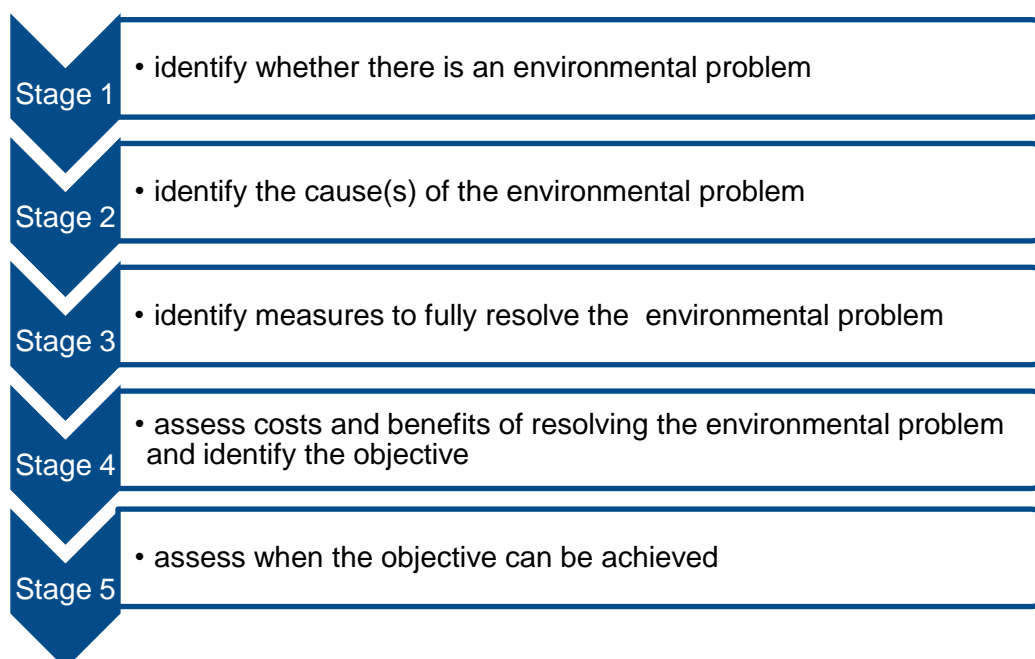 Stage 1
• identify whether there is an environmental problem
Stage 2
• identify the cause(s) of the environmental problem
Stage 3
• identify measures to fully resolve the  environmental problem
Stage 4
• assess costs and benefits of resolving the environmental problem
and identify the objective
Stage 5
• assess when the objective can be achieved